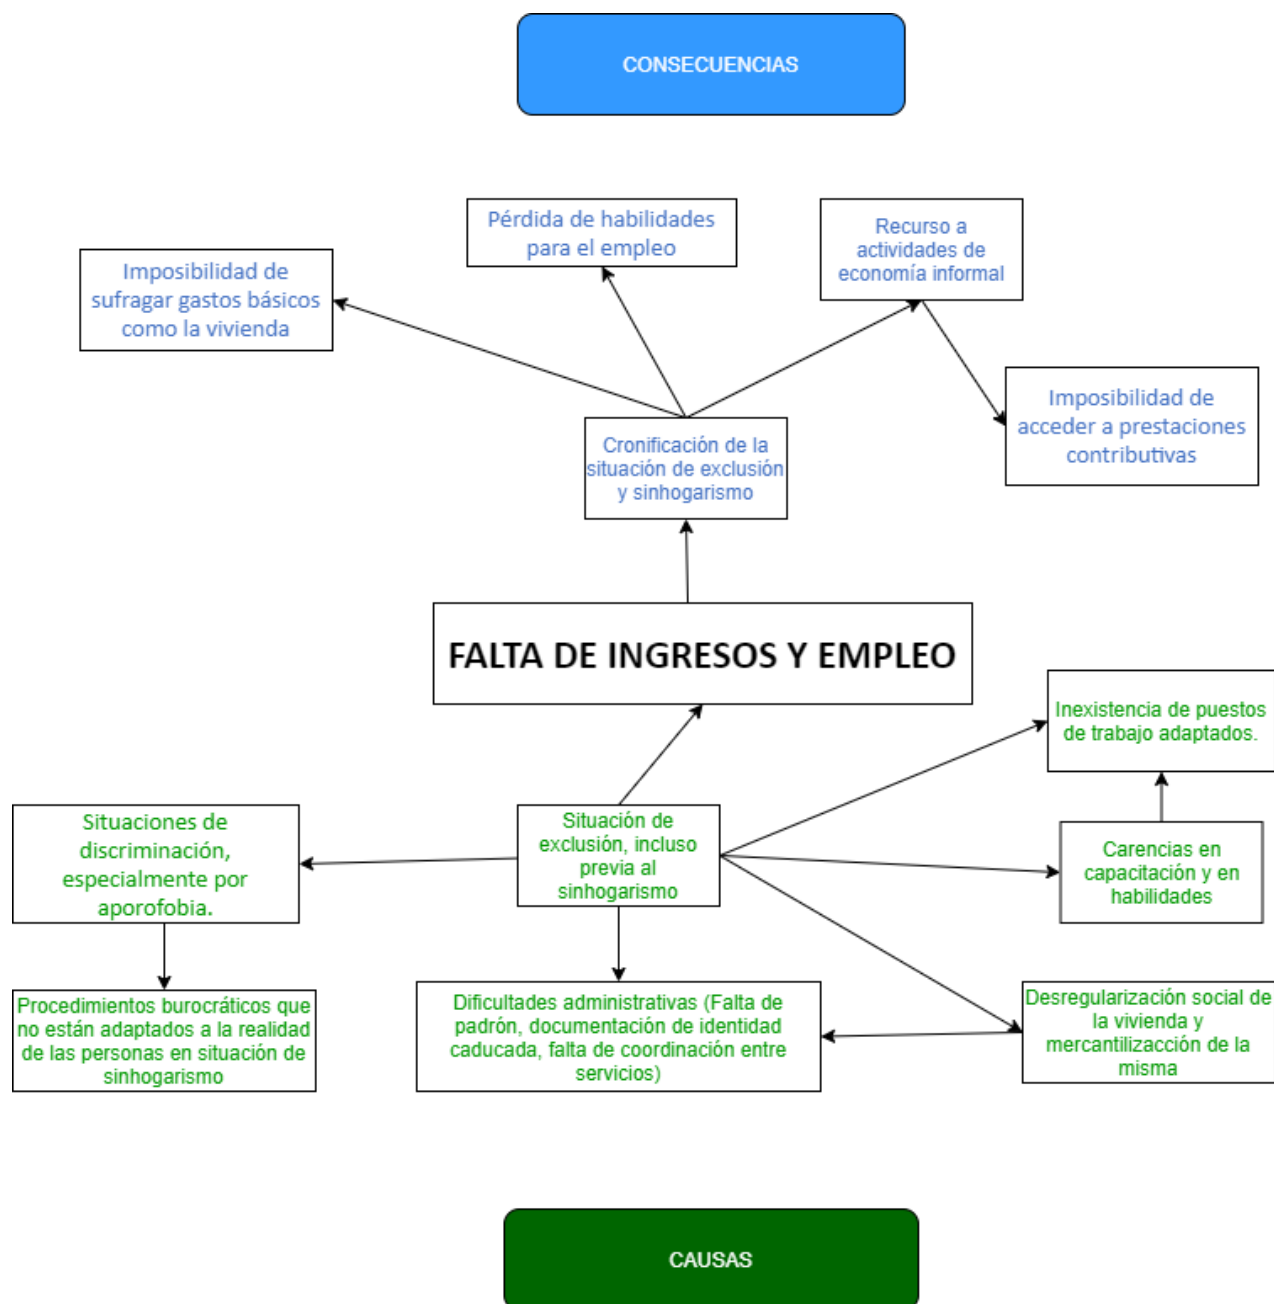 CONSECUENCIAS
Pérdida de habilidades
para el empleo
Recurso a
actividades de
economía informal
Imposibilidad de
sufragar gastos básicos
como la vivienda
Imposibilidad de
acceder a prestaciones
contributivas
Cronificación de la
situación de exclusión
y sinhogarismo
FALTA DE INGRESOS Y EMPLEO
Inexistencia de puestos
de trabajo adaptados.
Situaciones de
discriminación,
especialmente por
aporofobia.
Situación de
exclusión, incluso
previa al
sinhogarismo
Carencias en
capacitación y en
habilidades
Procedimientos burocráticos que
no están adaptados a la realidad
de las personas en situación de
sinhogarismo
Dificultades administrativas (Falta de
padrón, documentación de identidad
caducada, falta de coordinación entre
servicios)
Desregularización social de
la vivienda y
mercantilizacción de la
misma
CAUSAS